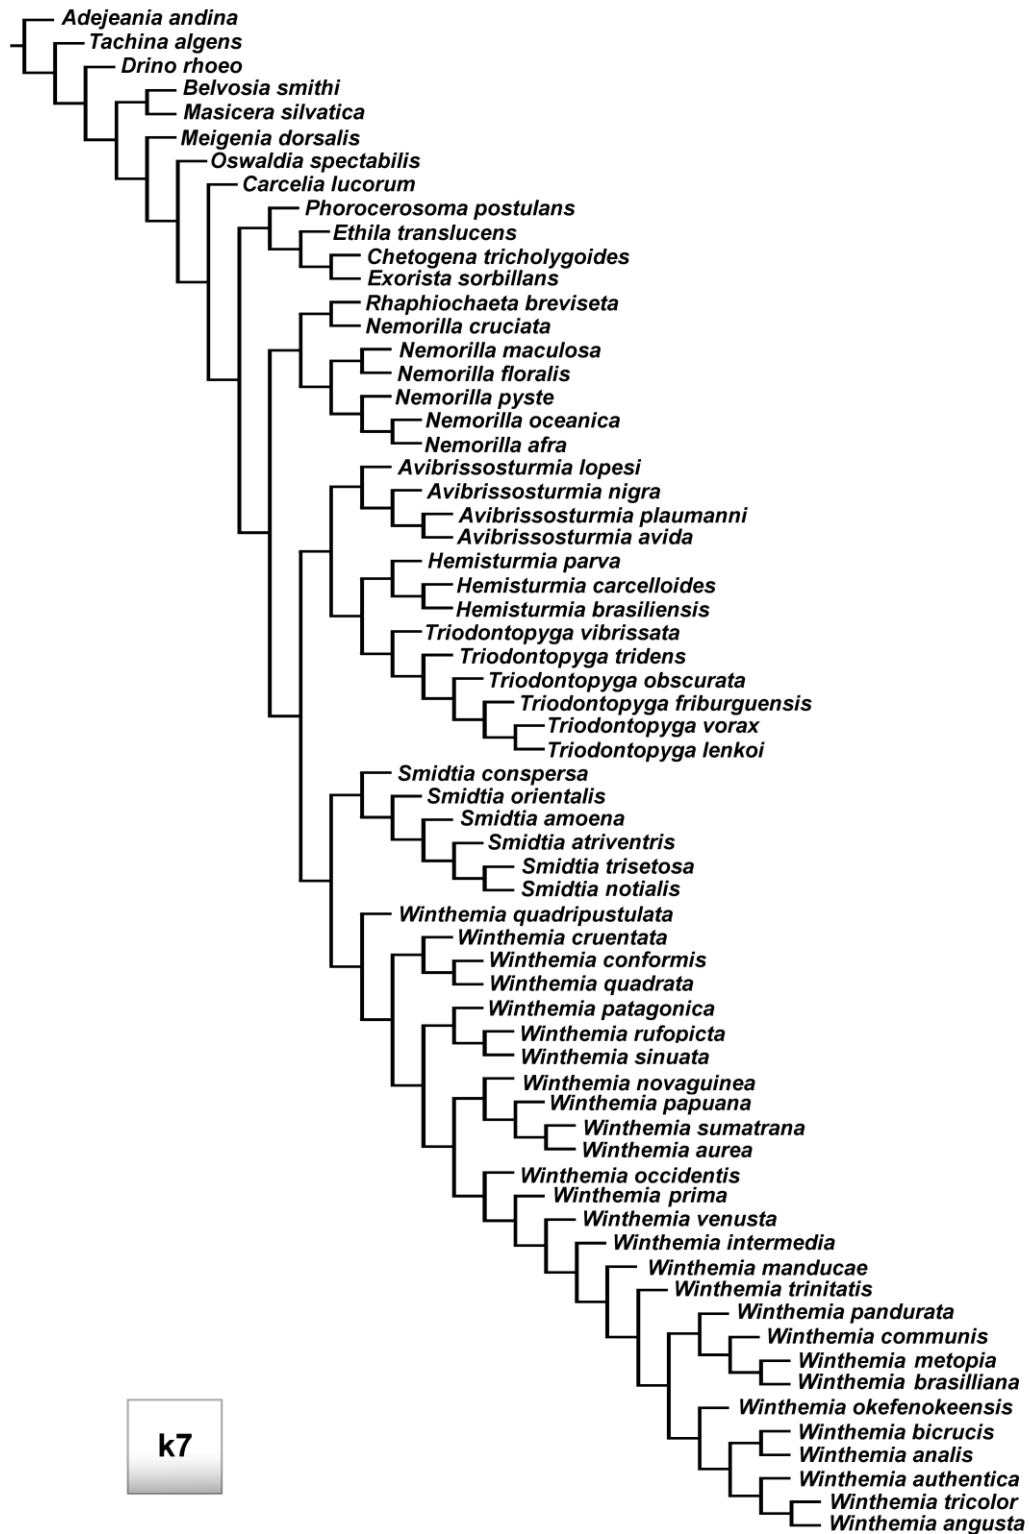 Adejeania andina
Tachina algens
Drino rhoeo
Belvosia smithi
Masicera silvatica
Meigenia dorsalis
Oswaldia spectabilis
Carcelia lucorum
Phorocerosoma postulans
Ethila translucens
Chetogena tricholygoides
Exorista sorbillans
Rhaphiochaeta breviseta
Nemorilla cruciata
Nemorilla maculosa
Nemorilla floralis
Nemorilla pyste
Nemorilla oceanica
Nemorilla afra
Avibrissosturmia lopesi
Avibrissosturmia nigra
Avibrissosturmia plaumanni
Avibrissosturmia avida
Hemisturmia parva
Hemisturmia carcelloides
Hemisturmia brasiliensis
Triodontopyga vibrissata
Triodontopyga tridens
Triodontopyga obscurata
Triodontopyga friburguensis
Triodontopyga vorax
Triodontopyga lenkoi
Smidtia conspersa
Smidtia orientalis
Smidtia amoena
Smidtia atriventris
Smidtia trisetosa
Smidtia notialis
Winthemia quadripustulata
Winthemia cruentata
Winthemia conformis
Winthemia quadrata
Winthemia patagonica
Winthemia rufopicta
Winthemia sinuata
Winthemia novaguinea
Winthemia papuana
Winthemia sumatrana
Winthemia aurea
Winthemia occidentis
Winthemia prima
Winthemia venusta
Winthemia intermedia
Winthemia manducae
Winthemia trinitatis
Winthemia pandurata
Winthemia communis
Winthemia metopia
Winthemia brasilliana
Winthemia okefenokeensis
Winthemia bicrucis
Winthemia analis
Winthemia authentica
Winthemia tricolor
Winthemia angusta
k7